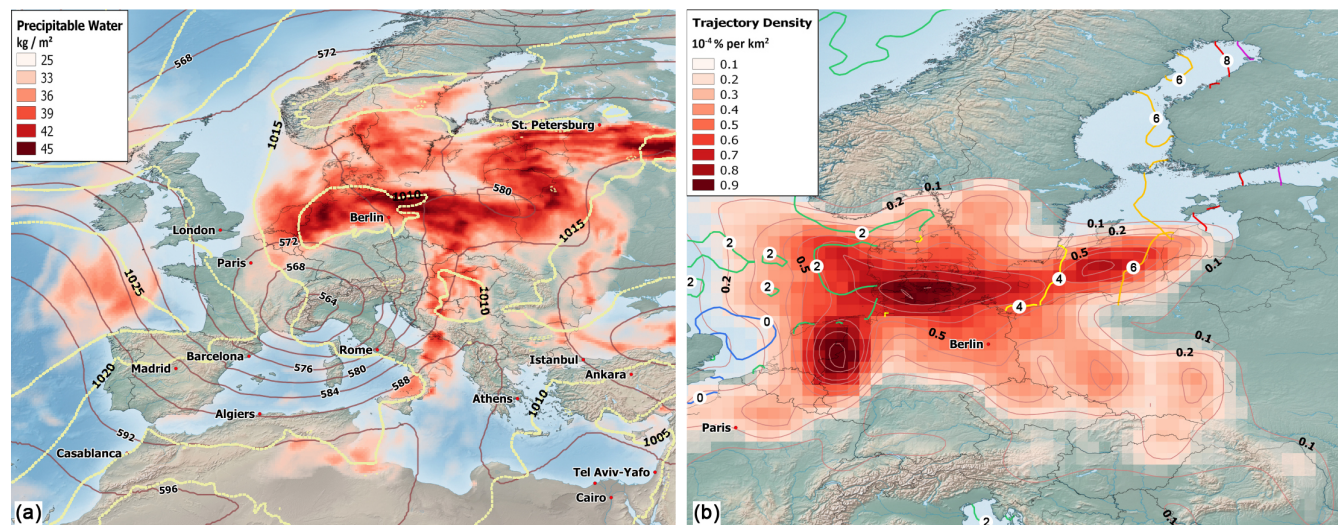 Precipitable Water
kg / m²
25
33
36
39
42
45
568
572
1015
St. Petersburg
580
1010
Berlin
London
572
1015
Paris
568
1025
564
1010
Barcelona
Rome
Istanbul
1020
Madrid
576
580
588
Ankara
584
Athens
1010
Algiers
592
1005
Casablanca
Tel Aviv-Yafo
596
Cairo
(a)
Trajectory Density
10⁻⁴ % per km²
0.1
0.2
0.3
0.4
0.5
0.6
0.7
0.8
0.9
2
8
6
6
0.1
0.2
2
2
0.1
0.2
2
2
0.5
0.5
6
0.1
2
0.2
2
4
4
0
0.5
0.1
Berlin
0.2
0
Paris
0.1
2
0.1
(b)